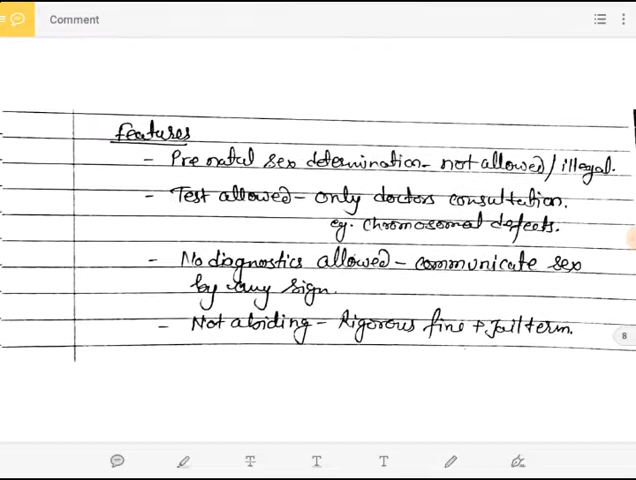 Comment
Features
- Prenatal sex determination - not allowed / illegal.
- Test allowed - only doctors consultation.
eg. chromosomal defects.
- No diagnostics allowed - communicate sex
by any sign.
- Not abiding - Rigorous fine + Jail term.
8